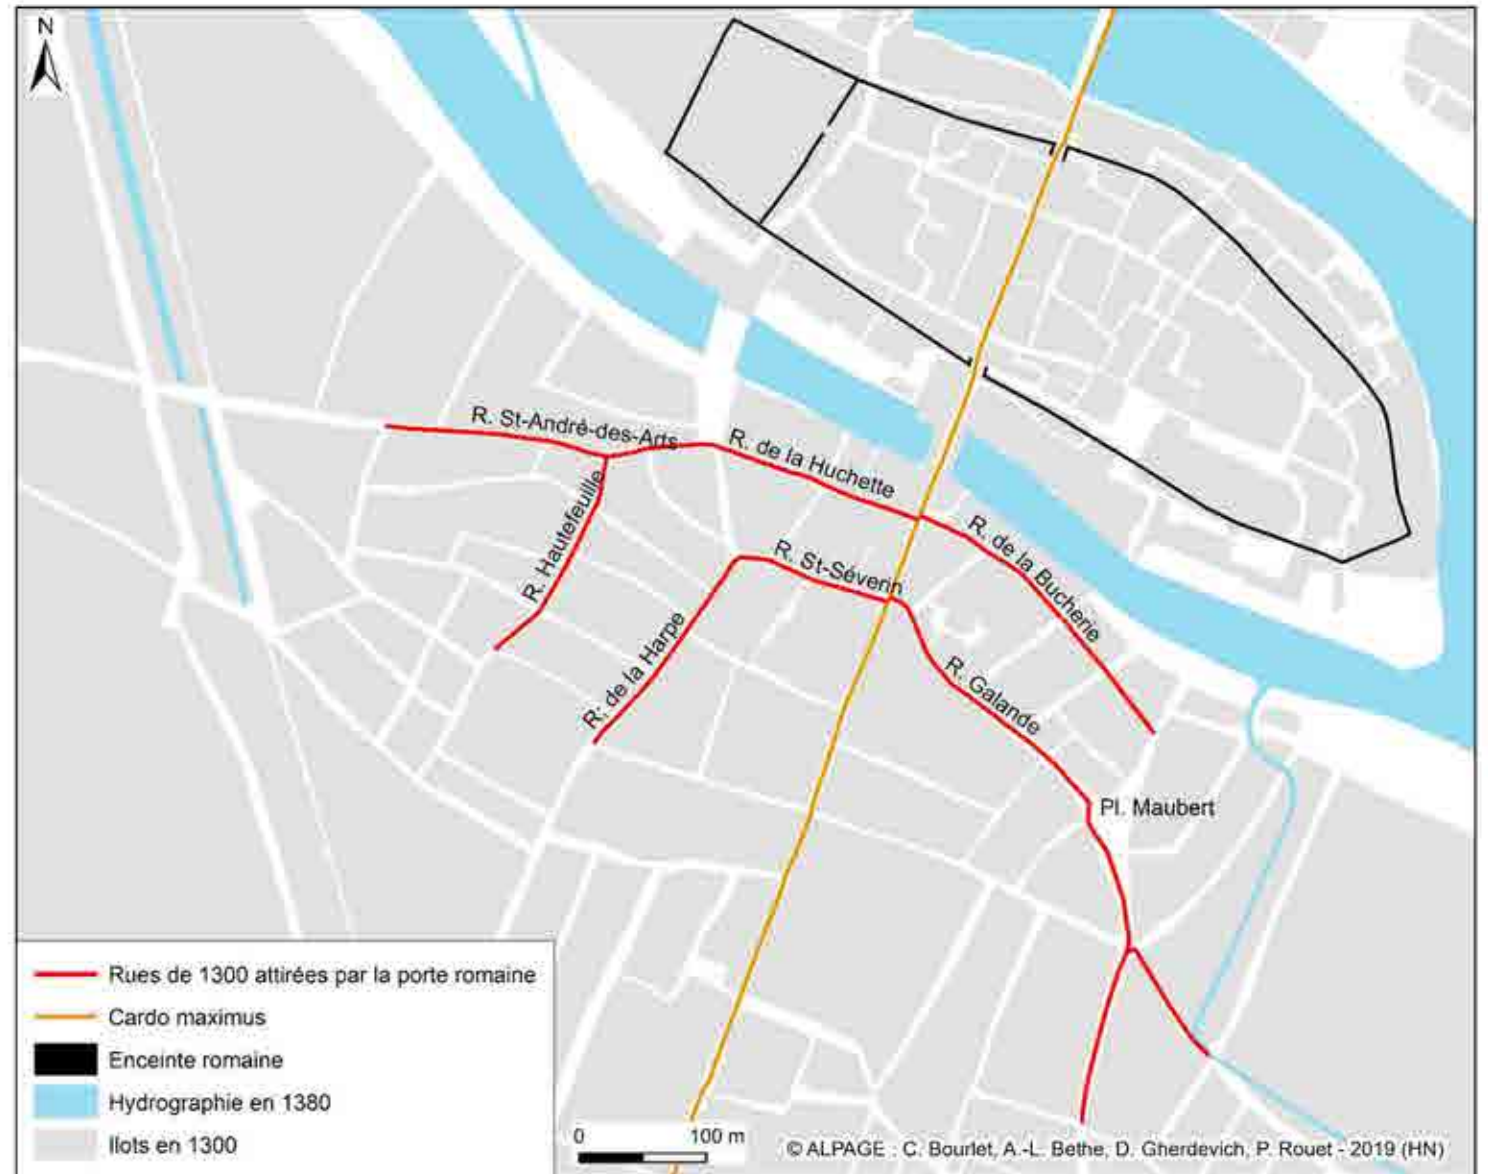 N
R. St-André-des-Arts
R. de la Huchette
R. Hautefeuille
R. de la Bucherie
R. St-Séverin
R. de la Harpe
R. Galande
Pl. Maubert
Rues de 1300 attirées par la porte romaine
Cardo maximus
Enceinte romaine
Hydrographie en 1380
Ilots en 1300
0 100 m
© ALPAGE : C. Bourlet, A.-L. Bethe, D. Gherdevich, P. Rouet - 2019 (HN)